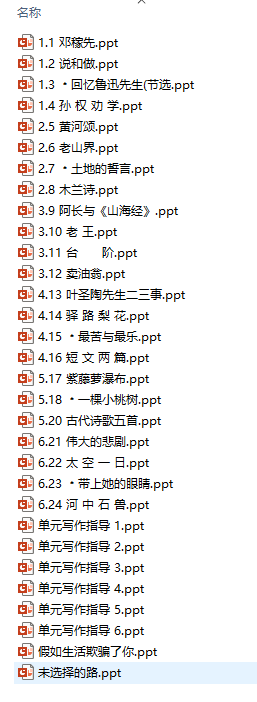 名称
1.1 邓稼先.ppt
1.2 说和做.ppt
1.3 •回忆鲁迅先生(节选.ppt
1.4 孙 权 劝 学.ppt
2.5 黄河颂.ppt
2.6 老山界.ppt
2.7 •土地的誓言.ppt
2.8 木兰诗.ppt
3.9 阿长与《山海经》.ppt
3.10 老 王.ppt
3.11 台　　阶.ppt
3.12 卖油翁.ppt
4.13 叶圣陶先生二三事.ppt
4.14 驿 路 梨 花.ppt
4.15 •最苦与最乐.ppt
4.16 短 文 两 篇.ppt
5.17 紫藤萝瀑布.ppt
5.18 •一棵小桃树.ppt
5.20 古代诗歌五首.ppt
6.21 伟大的悲剧.ppt
6.22 太 空 一 日.ppt
6.23 •带上她的眼睛.ppt
6.24 河 中 石 兽.ppt
单元写作指导 1.ppt
单元写作指导 2.ppt
单元写作指导 3.ppt
单元写作指导 4.ppt
单元写作指导 5.ppt
单元写作指导 6.ppt
假如生活欺骗了你.ppt
未选择的路.ppt